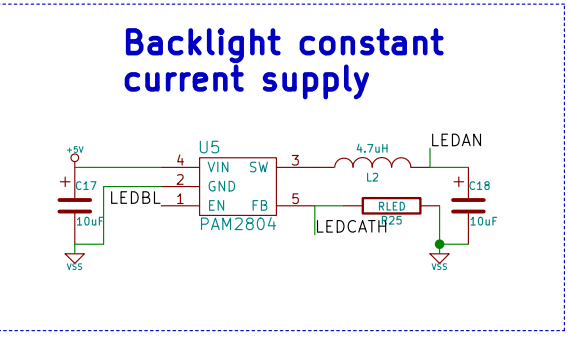 Backlight constant
current supply
U5
+5V
4 VIN SW 3
4.7uH
L2
LEDAN
+ C17
2 GND
+ C18
LEDBL 1 EN FB 5
RLED
10uF
PAM2804
LEDCATH
R25
10uF
VSS
VSS